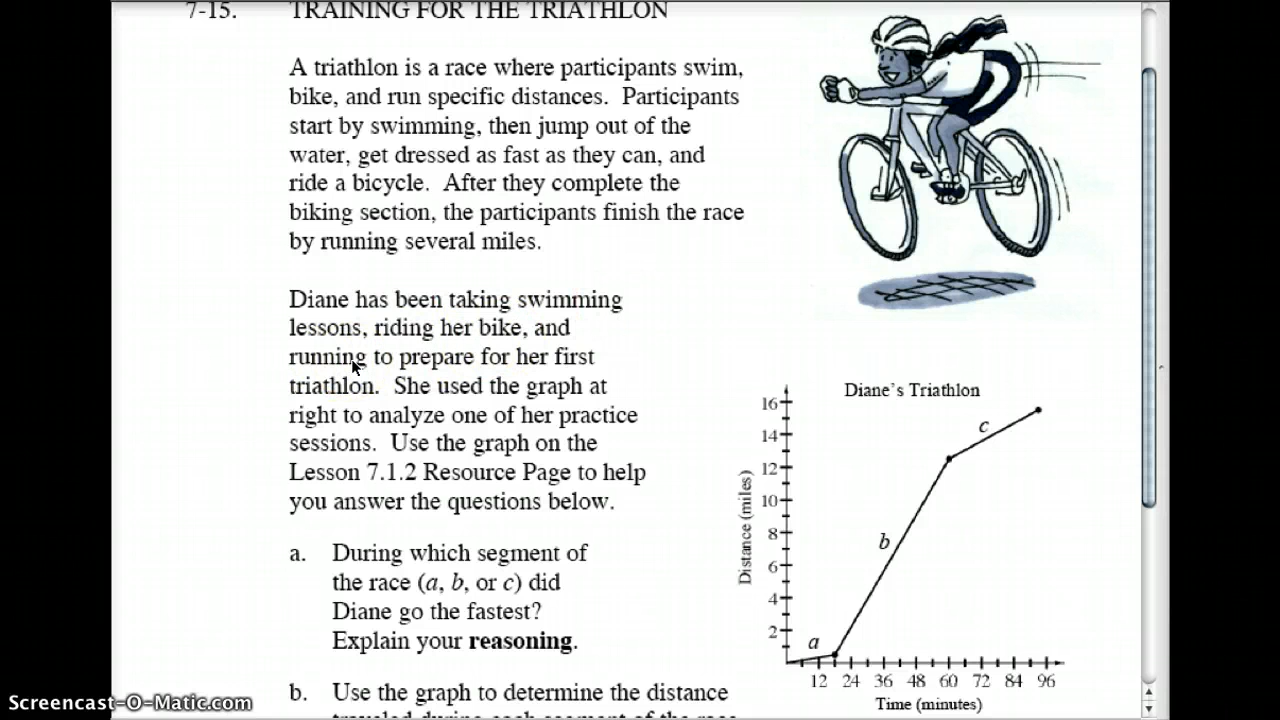 7-15. TRAINING FOR THE TRIATHLON
A triathlon is a race where participants swim,
bike, and run specific distances. Participants
start by swimming, then jump out of the
water, get dressed as fast as they can, and
ride a bicycle. After they complete the
biking section, the participants finish the race
by running several miles.
Diane has been taking swimming
lessons, riding her bike, and
running to prepare for her first
triathlon. She used the graph at
right to analyze one of her practice
sessions. Use the graph on the
Lesson 7.1.2 Resource Page to help
you answer the questions below.
a. During which segment of
the race (a, b, or c) did
Diane go the fastest?
Explain your reasoning.
b. Use the graph to determine the distance
traveled during each segment of the race
Diane's Triathlon
16
14
12
10
8
6
4
2
Distance (miles)
a
b
c
12 24 36 48 60 72 84 96
Time (minutes)
Screencast-O-Matic.com